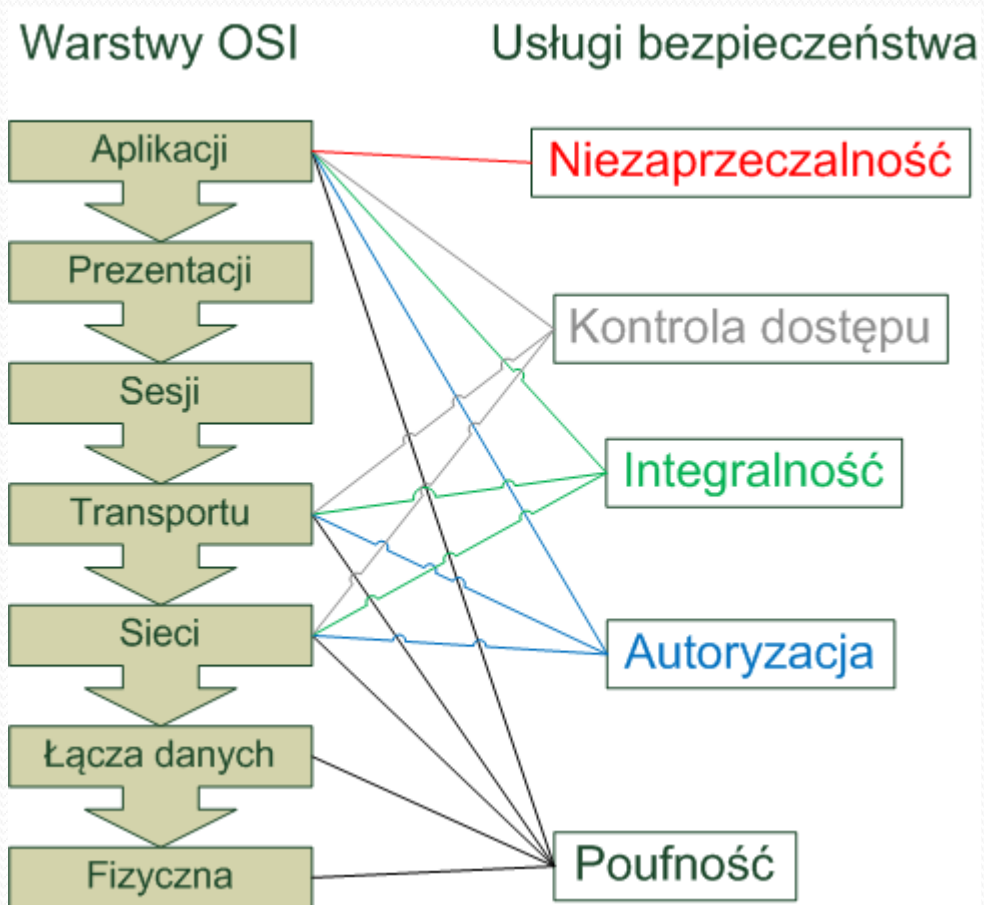 Warstwy OSI
Usługi bezpieczeństwa
Aplikacji
Niezaprzeczalność
Prezentacji
Kontrola dostępu
Sesji
Integralność
Transportu
Sieci
Autoryzacja
Łącza danych
Poufność
Fizyczna